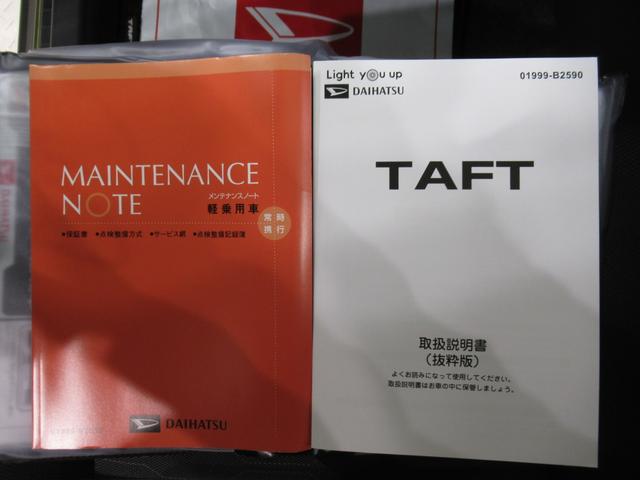 MAINTENANCE
NOTE
メンテナンスノート
軽乗用車
常時
携行
●保証書 ●点検整備方式 ●サービス網 ●点検整備記録簿
DAIHATSU
Light you up
01999-B2590
DAIHATSU
TAFT
取扱説明書
(抜粋版)
よくお読みになって使用してください。
取扱説明書はお車の中に保管しましょう。